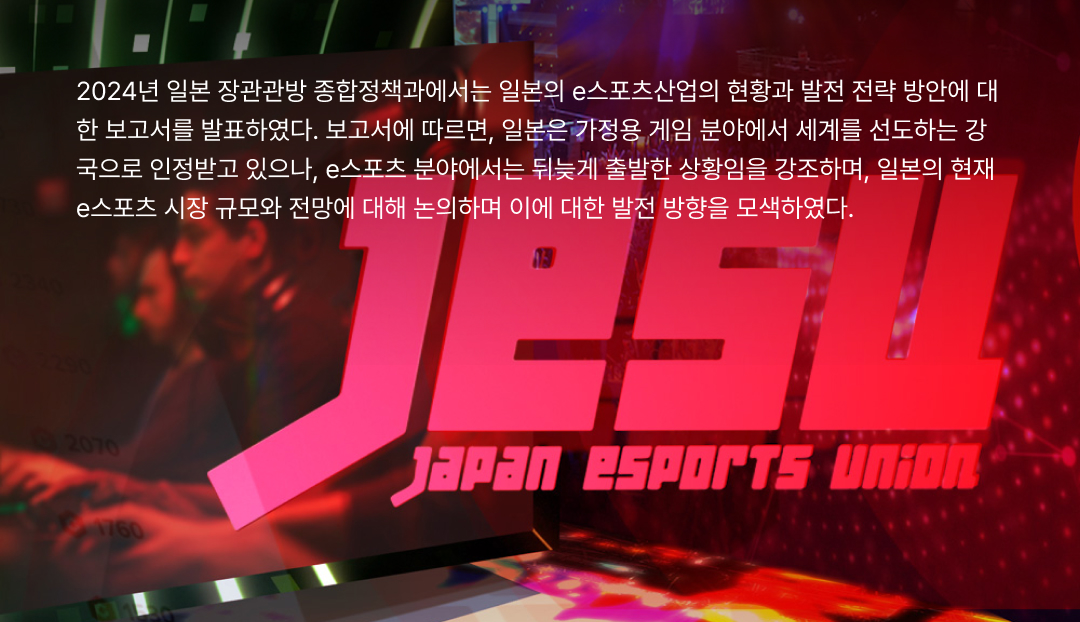 2024년 일본 장관관방 종합정책과에서는 일본의 e스포츠산업의 현황과 발전 전략 방안에 대
한 보고서를 발표하였다. 보고서에 따르면, 일본은 가정용 게임 분야에서 세계를 선도하는 강
국으로 인정받고 있으나, e스포츠 분야에서는 뒤늦게 출발한 상황임을 강조하며, 일본의 현재
e스포츠 시장 규모와 전망에 대해 논의하며 이에 대한 발전 방향을 모색하였다.
jesu
japan esports union
2290
2070
1760